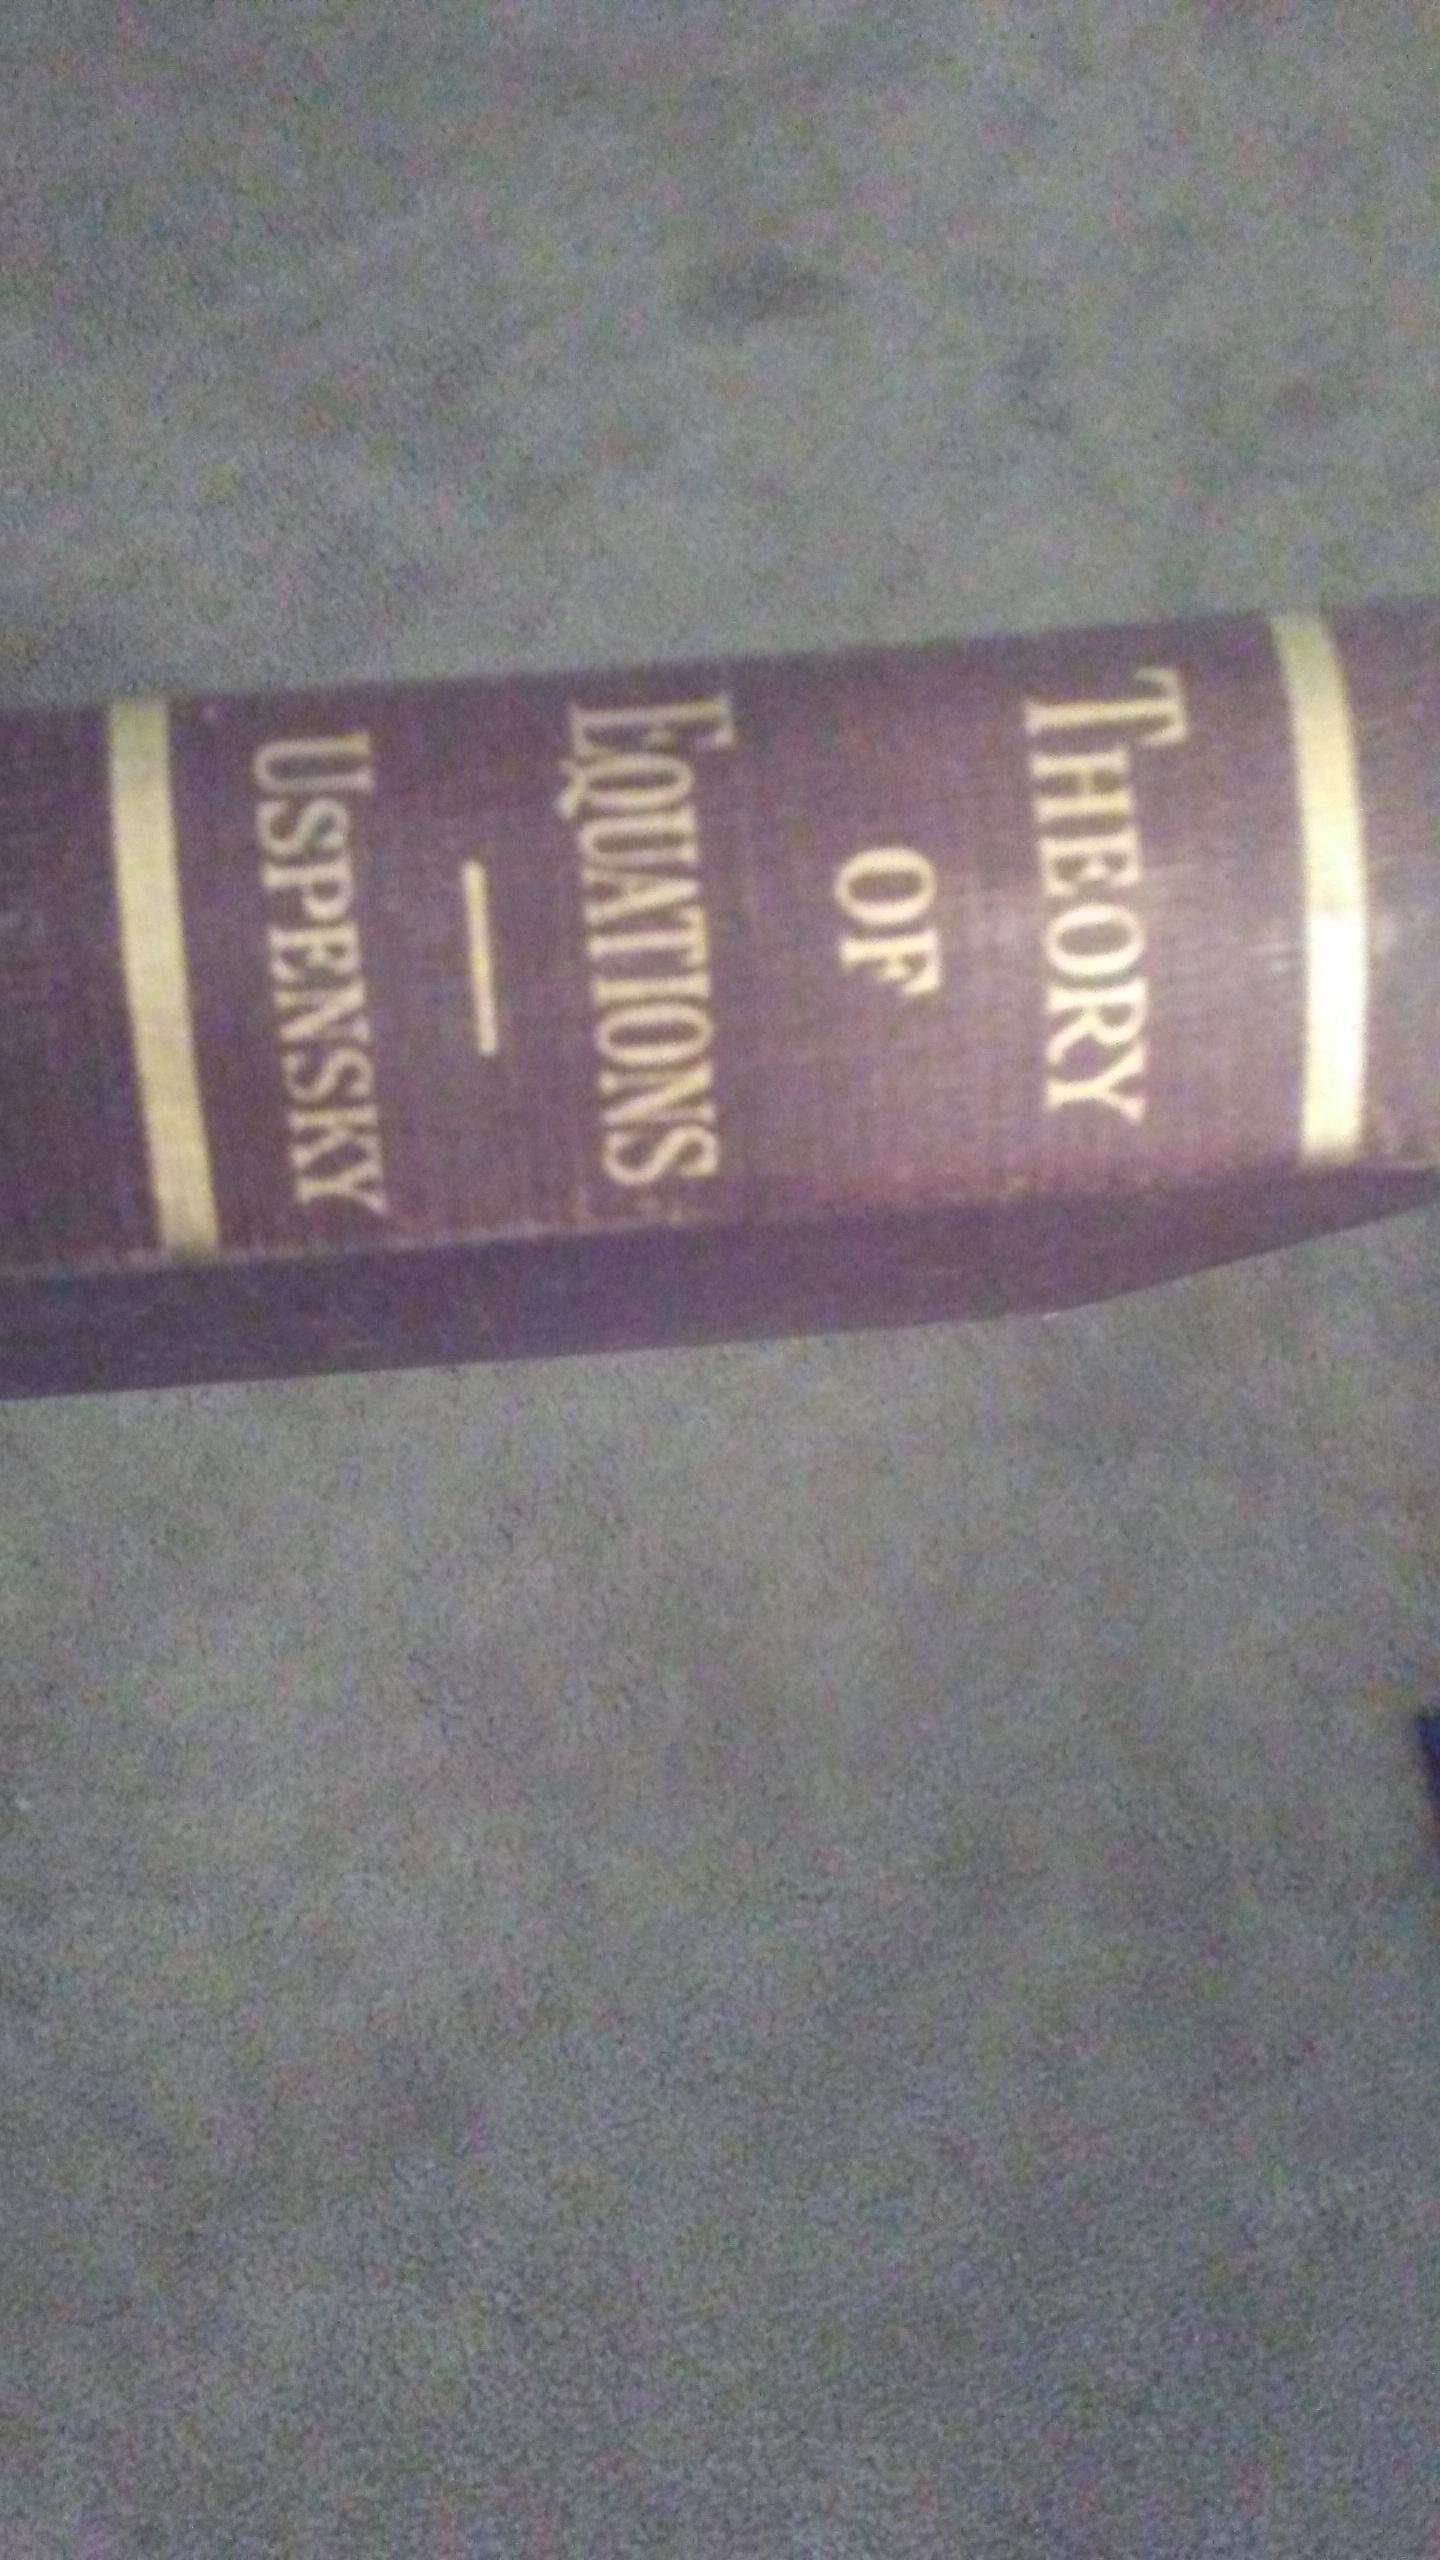 THEORY
OF
EQUATIONS
USPENSKY